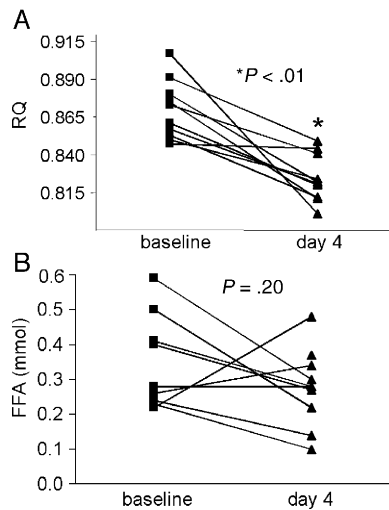 A
0.915
0.890
0.865
0.840
0.815
RQ
*P < .01
*
baseline day 4
B
0.6
0.5
0.4
0.3
0.2
0.1
0.0
FFA (mmol)
P = .20
baseline day 4